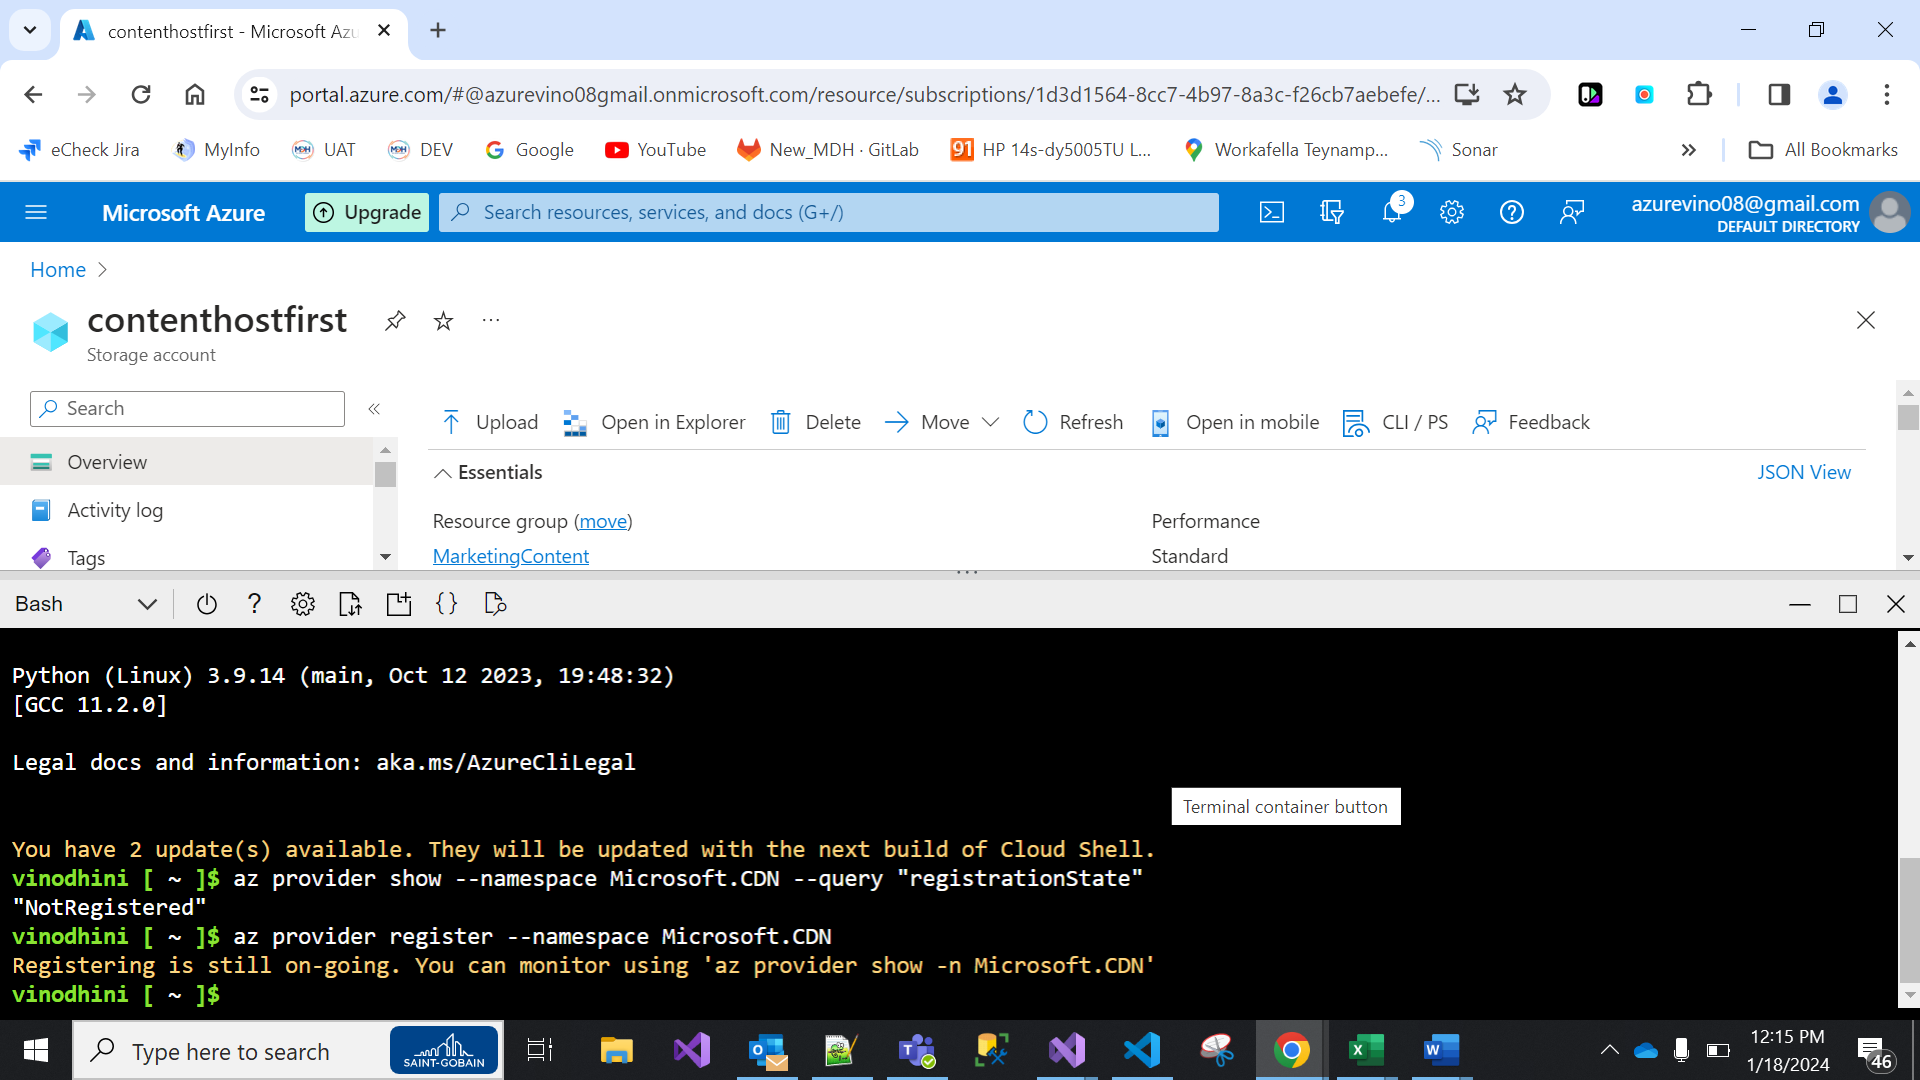 contenthostfirst - Microsoft Azu
portal.azure.com/#@azurevino08gmail.onmicrosoft.com/resource/subscriptions/1d3d1564-8cc7-4b97-8a3c-f26cb7aebefe/...
eCheck Jira
MyInfo
MDH UAT
MDH DEV
Google
YouTube
New_MDH · GitLab
91 HP 14s-dy5005TU L...
Workafella Teynamp...
Sonar
»
All Bookmarks
Microsoft Azure
Upgrade
Search resources, services, and docs (G+/)
3
azurevino08@gmail.com
DEFAULT DIRECTORY
Home
contenthostfirst
...
Storage account
Search
«
Upload
Open in Explorer
Delete
Move
Refresh
Open in mobile
CLI / PS
Feedback
Overview
Activity log
Tags
Essentials
JSON View
Resource group (move)
MarketingContent
Performance
Standard
Bash
?
{}
Python (Linux) 3.9.14 (main, Oct 12 2023, 19:48:32)
[GCC 11.2.0]
Legal docs and information: aka.ms/AzureCliLegal
Terminal container button
You have 2 update(s) available. They will be updated with the next build of Cloud Shell.
vinodhini [ ~ ]$ az provider show --namespace Microsoft.CDN --query "registrationState"
"NotRegistered"
vinodhini [ ~ ]$ az provider register --namespace Microsoft.CDN
Registering is still on-going. You can monitor using 'az provider show -n Microsoft.CDN'
vinodhini [ ~ ]$
Type here to search
SAINT-GOBAIN
12:15 PM
1/18/2024
46